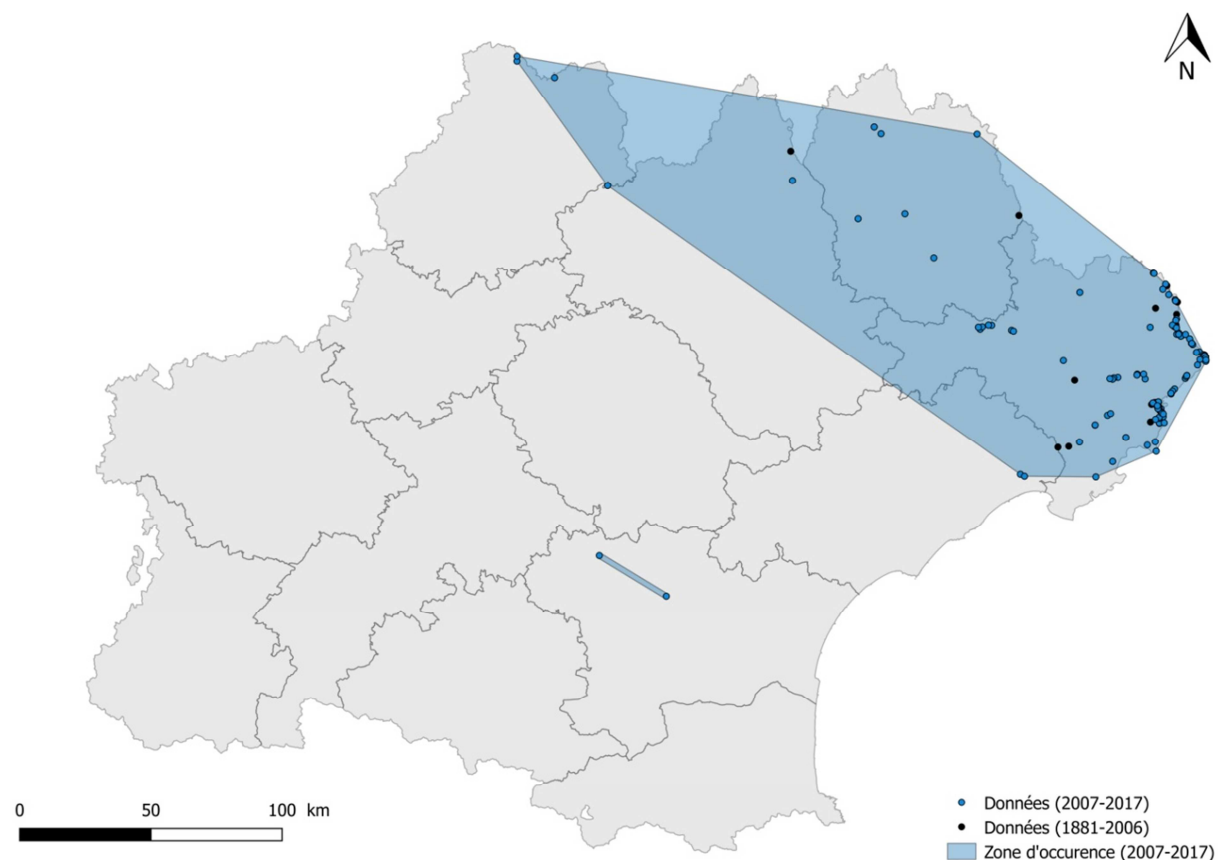 N
0 50 100 km
Données (2007-2017)
Données (1881-2006)
Zone d'occurence (2007-2017)